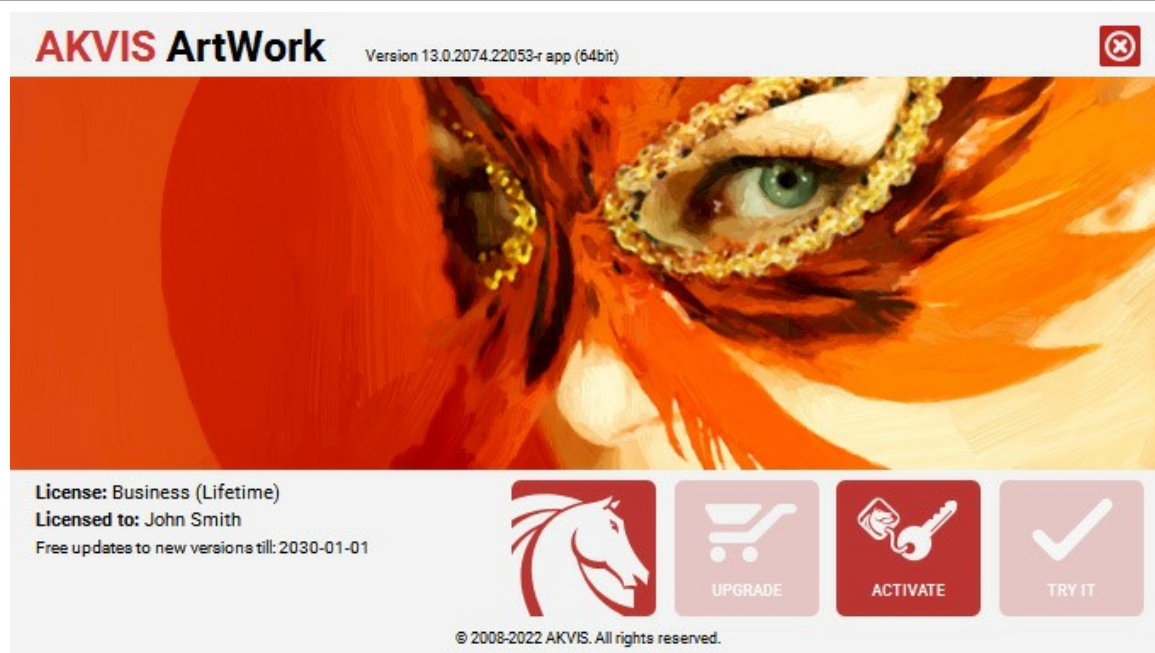 AKVIS ArtWork Version 13.0.2074.22053-r app (64bit)
License: Business (Lifetime)
Licensed to: John Smith
Free updates to new versions till: 2030-01-01
UPGRADE ACTIVATE TRY IT
© 2008-2022 AKVIS. All rights reserved.